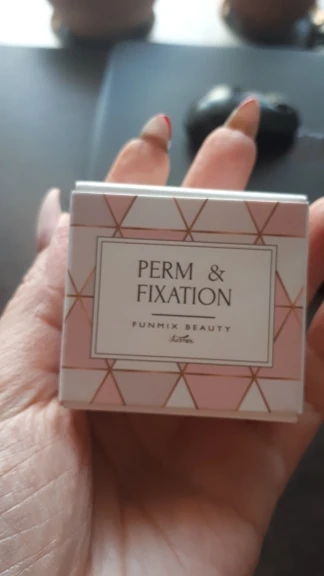 PERM &
FIXATION
FUNMIX BEAUTY